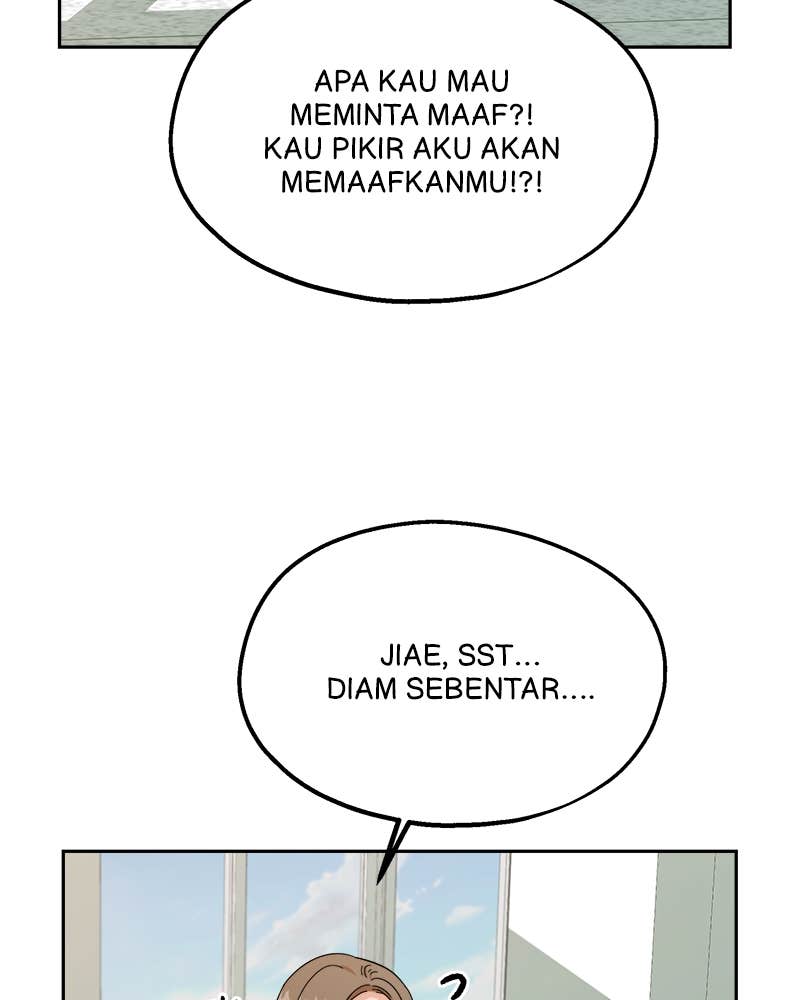 APA KAU MAU
MEMINTA MAAF?!
KAU PIKIR AKU AKAN
MEMAAFKANMU!?!
JIAE, SST...
DIAM SEBENTAR....